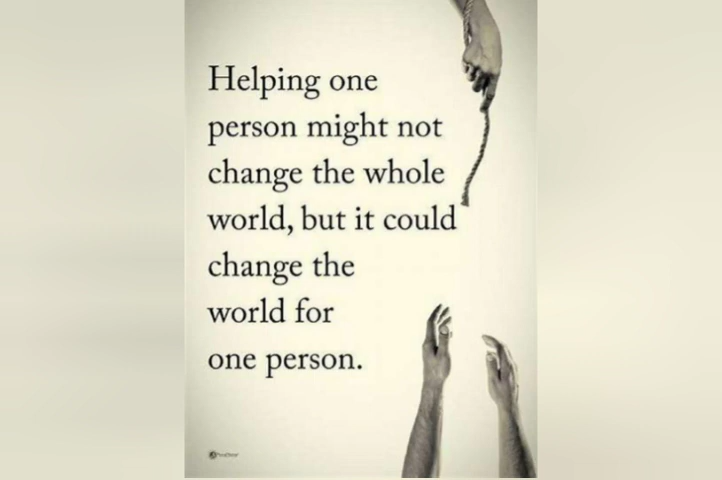 Helping one
person might not
change the whole
world, but it could
change the
world for
one person.